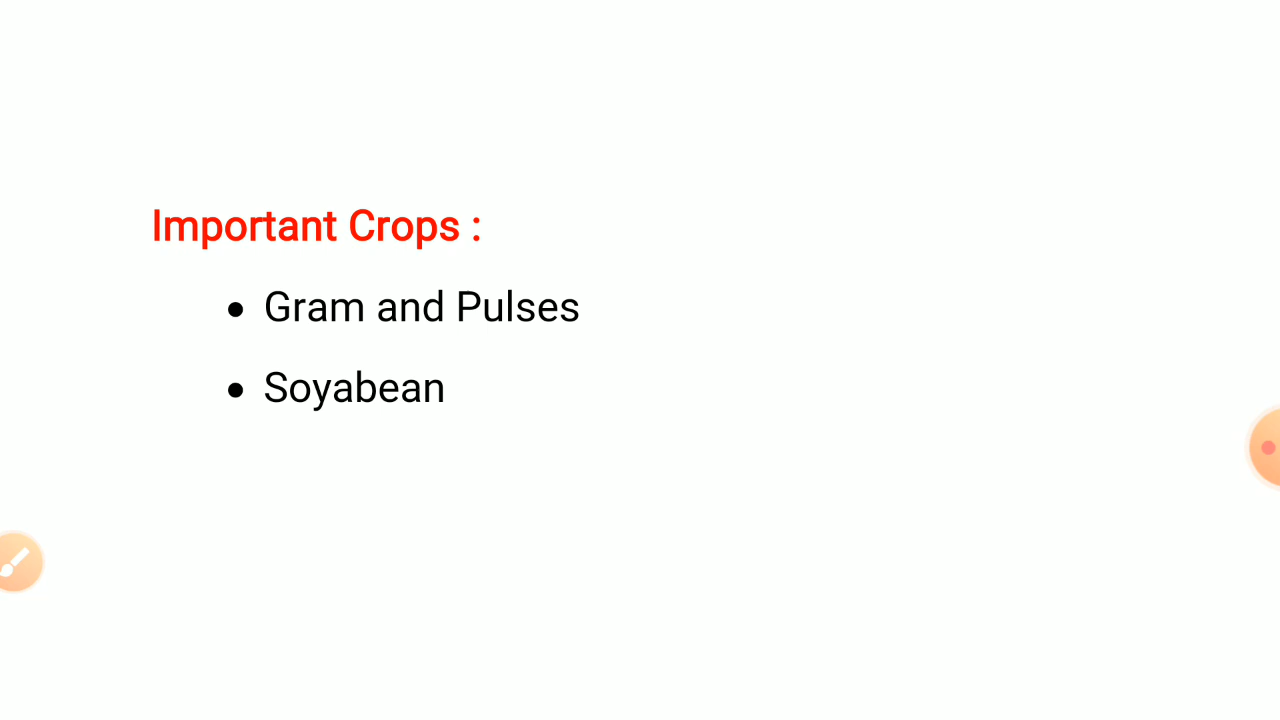 Important Crops :
• Gram and Pulses
• Soyabean